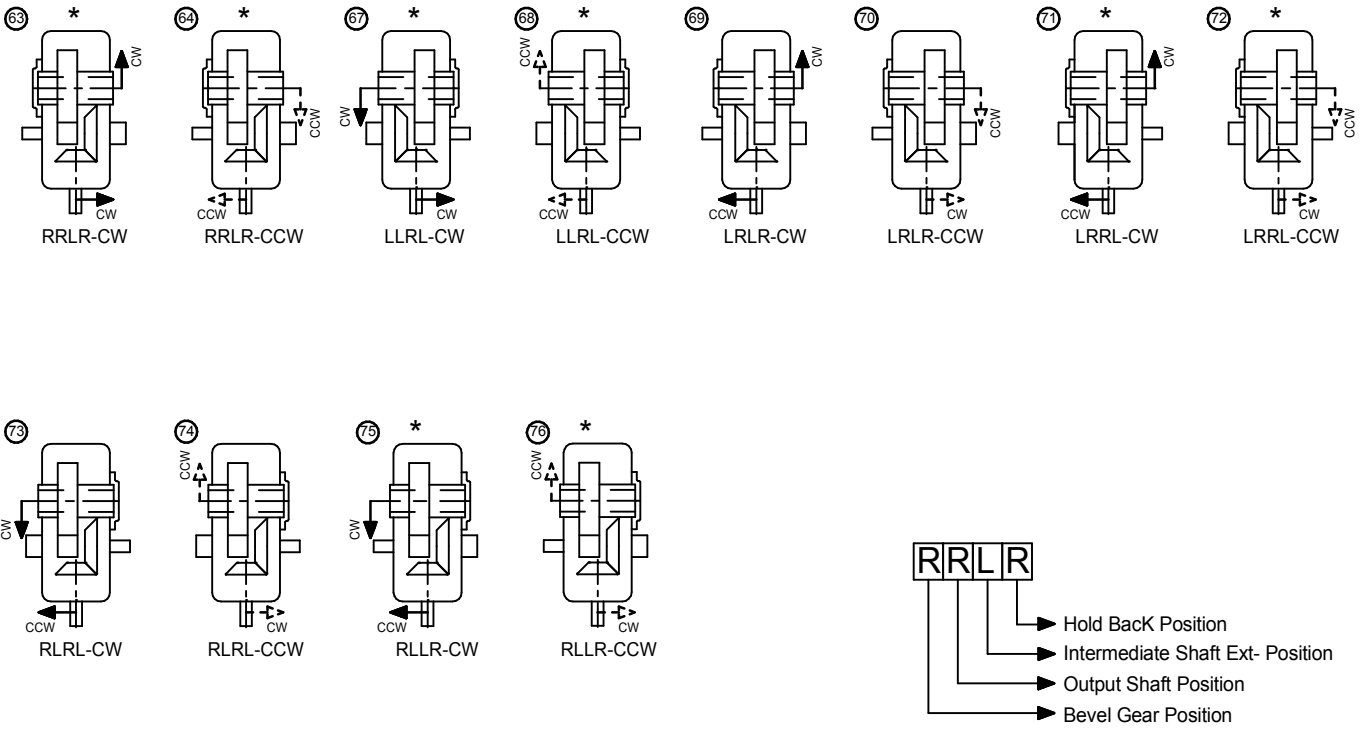 63 * 64 * 67 * 68 * 69 70 71 * 72 *
CW CCW CW CCW CW CCW CW CCW
CW CCW CW CCW CCW CW CCW CW
RRLR-CW RRLR-CCW LLRL-CW LLRL-CCW LRLR-CW LRLR-CCW LRRL-CW LRRL-CCW
73 74 75 * 76 *
CW CCW CW CCW
CCW CW CCW CW
RLRL-CW RLRL-CCW RLLR-CW RLLR-CCW
RRLR
Hold BacK Position
Intermediate Shaft Ext- Position
Output Shaft Position
Bevel Gear Position